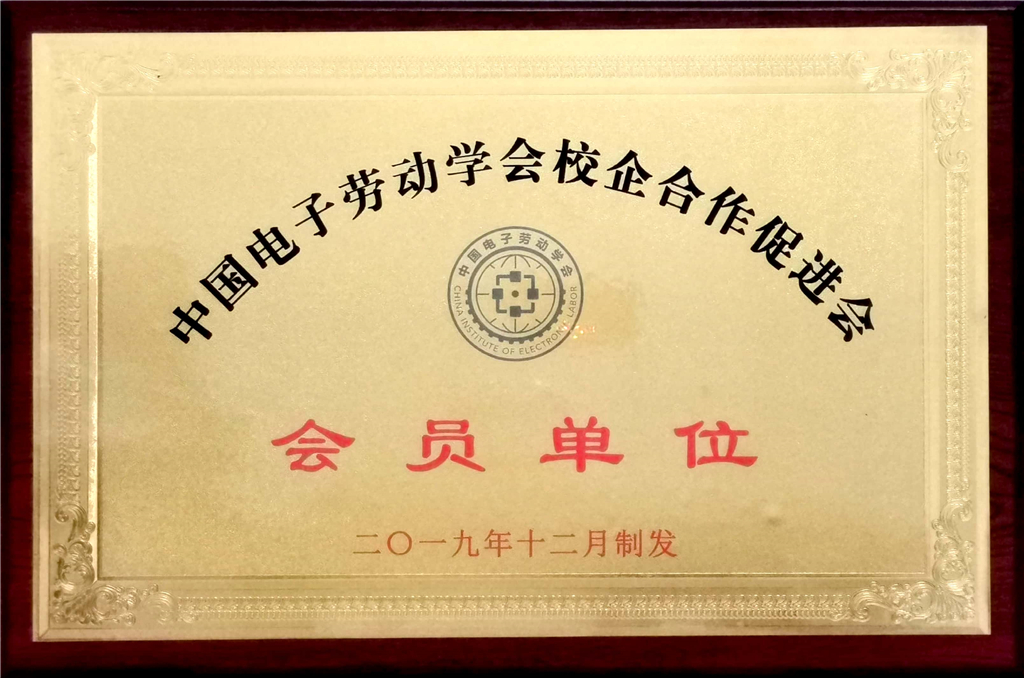 中国电子劳动学会校企合作促进会
中国电子劳动学会
CHINA INSTITUTE OF ELECTRONIC LABOR
会员单位
二〇一九年十二月制发